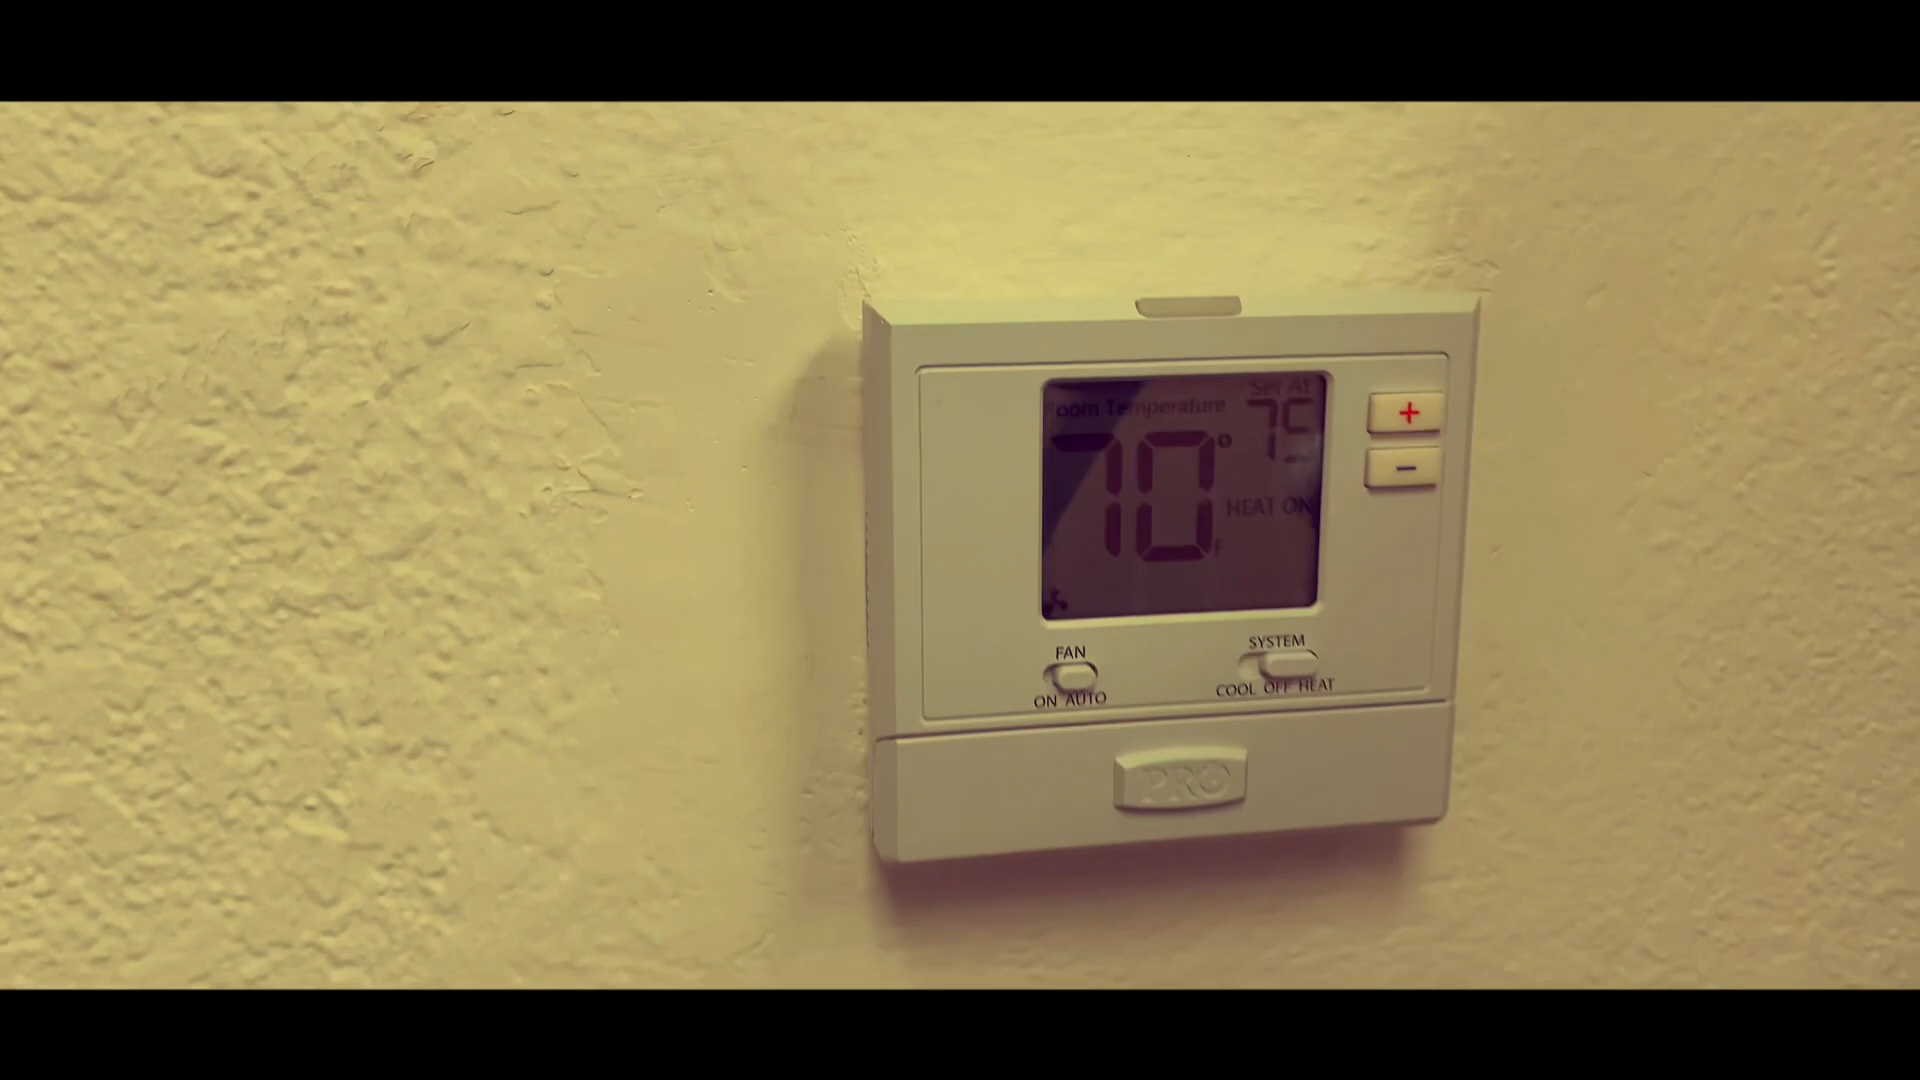 Set At
Room Temperature
75
70°
F
HEAT ON
+
-
FAN
ON AUTO
SYSTEM
COOL OFF HEAT
PRO